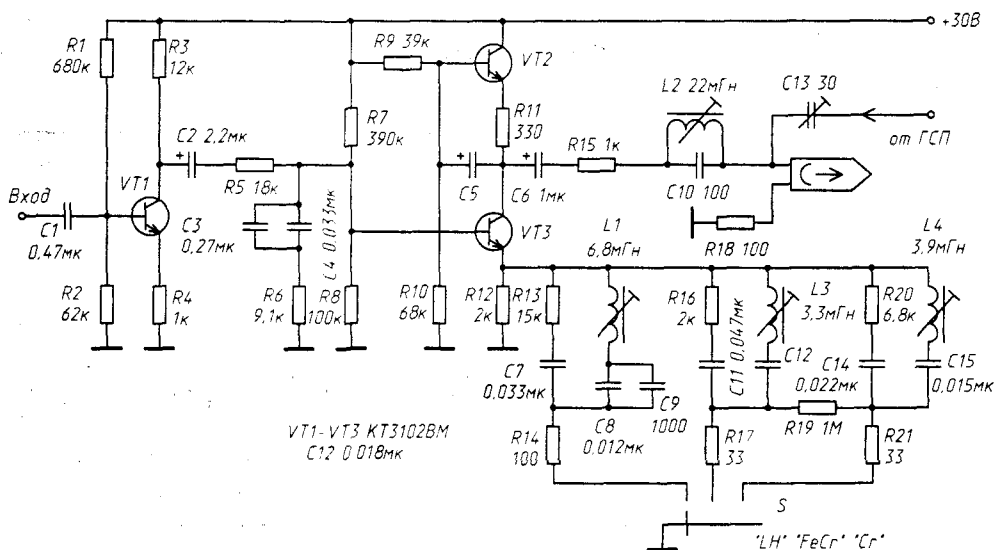 +30В
R1
680к
R3
12к
R9 39к
VT2
L2 22мГн
C13 30
от ГСП
R7
390к
R11
330
C2 2,2мк
R5 18к
VT1
Вход
C1
0,47мк
C3
0,27мк
C4 0,033мк
C5
C6 1мк
R15 1к
C10 100
R18 100
VT3
L1
6,8мГн
L4
3,9мГн
R2
62к
R4
1к
R6
9,1к
R8
100к
R10
68к
R12
2к
R13
15к
R16
2к
C11 0,047мк
L3
3,3мГн
R20
6,8к
C7
0,033мк
C12
C14
0,022мк
C15
0,015мк
C9
1000
C8
0,012мк
R19 1М
VT1-VT3 КТ3102ВМ
C12 0 018мк
R14
100
R17
33
R21
33
S
"LH" "FeCr" "Cr"